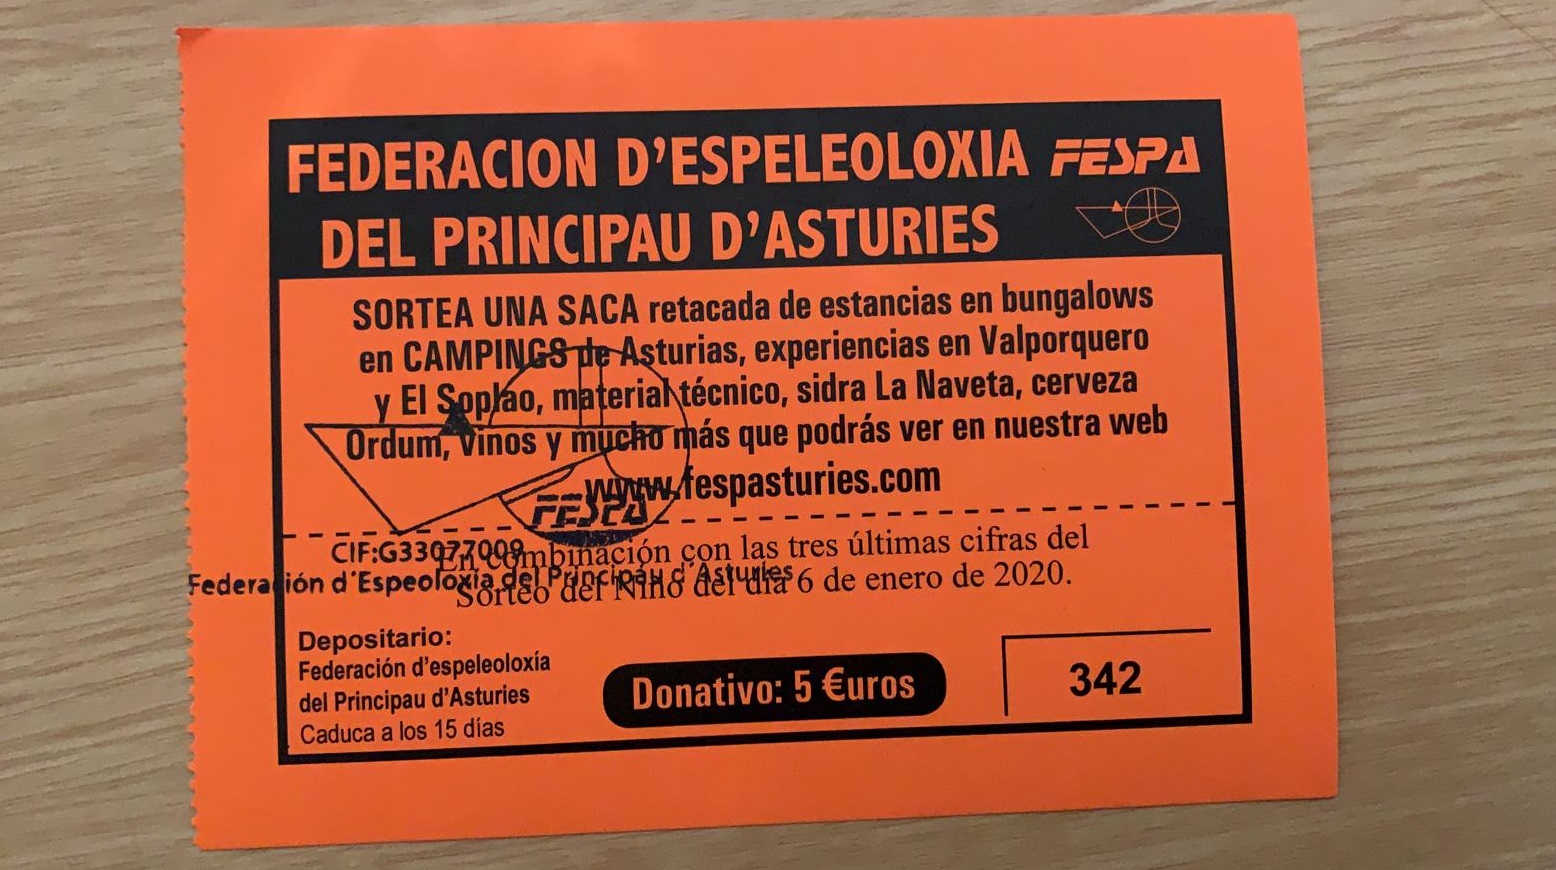 FEDERACION D'ESPELEOLOXIA FESPA
DEL PRINCIPAU D'ASTURIES
SORTEA UNA SACA retacada de estancias en bungalows
en CAMPINGS de Asturias, experiencias en Valporquero
y El Soplao, material técnico, sidra La Naveta, cerveza
Ordum, Vinos y mucho más que podrás ver en nuestra web
www.fespasturies.com
FESPA
CIF:G33077009
En combinación con las tres últimas cifras del
Federación d'Espeoloxia del Principau d'Asturies
Sorteo del Niño del día 6 de enero de 2020.
Depositario:
Federación d'espeleoloxía
del Principau d'Asturies
Caduca a los 15 días
Donativo: 5 €uros
342